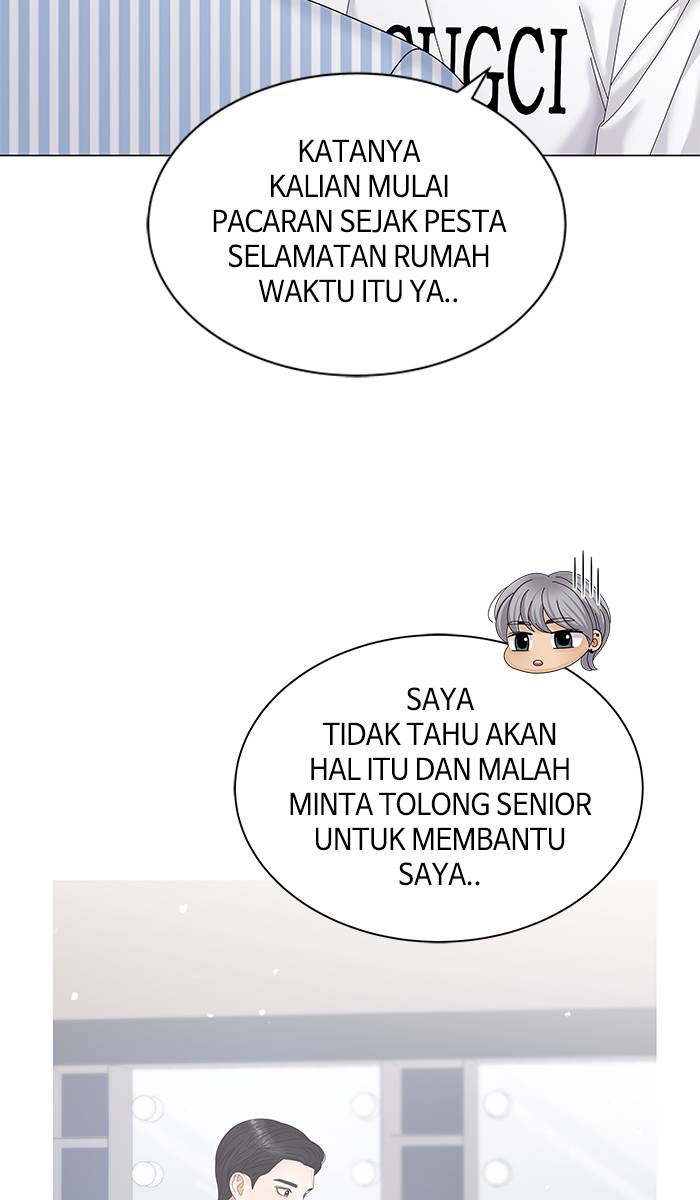 GUGCI
KATANYA
KALIAN MULAI
PACARAN SEJAK PESTA
SELAMATAN RUMAH
WAKTU ITU YA..
SAYA
TIDAK TAHU AKAN
HAL ITU DAN MALAH
MINTA TOLONG SENIOR
UNTUK MEMBANTU
SAYA..